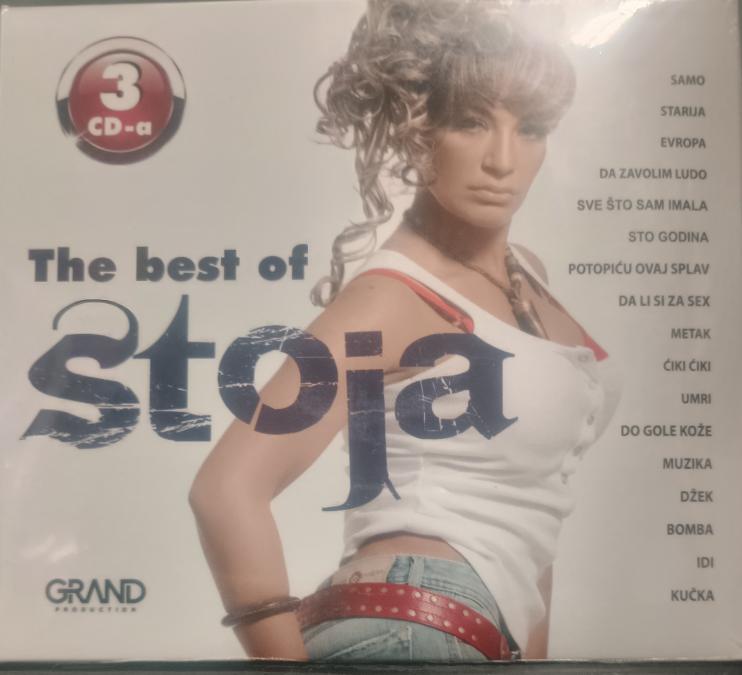 3
CD-a
The best of
stoja
SAMO
STARIJA
EVROPA
DA ZAVOLIM LUDO
SVE ŠTO SAM IMALA
STO GODINA
POTOPIĆU OVAJ SPLAV
DA LI SI ZA SEX
METAK
ĆIKI ĆIKI
UMRI
DO GOLE KOŽE
MUZIKA
DŽEK
BOMBA
IDI
KUČKA
GRAND
PRODUCTION